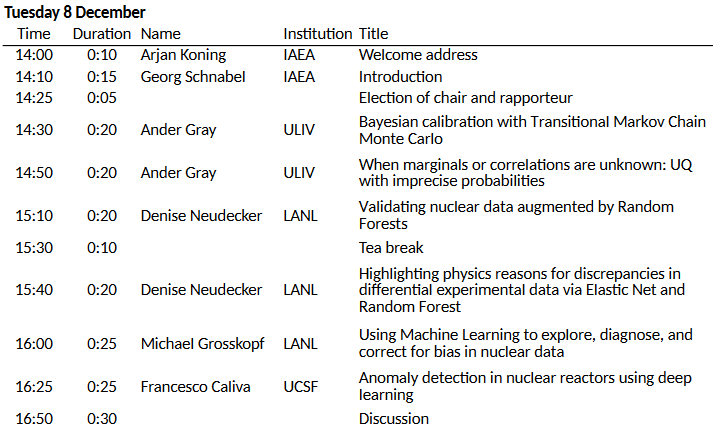 Tuesday 8 December
Time Duration Name Institution Title
14:00 0:10 Arjan Koning IAEA Welcome address
14:10 0:15 Georg Schnabel IAEA Introduction
14:25 0:05 Election of chair and rapporteur
14:30 0:20 Ander Gray ULIV Bayesian calibration with Transitional Markov Chain
Monte Carlo
14:50 0:20 Ander Gray ULIV When marginals or correlations are unknown: UQ
with imprecise probabilities
15:10 0:20 Denise Neudecker LANL Validating nuclear data augmented by Random
Forests
15:30 0:10 Tea break
15:40 0:20 Denise Neudecker LANL Highlighting physics reasons for discrepancies in
differential experimental data via Elastic Net and
Random Forest
16:00 0:25 Michael Grosskopf LANL Using Machine Learning to explore, diagnose, and
correct for bias in nuclear data
16:25 0:25 Francesco Caliva UCSF Anomaly detection in nuclear reactors using deep
learning
16:50 0:30 Discussion